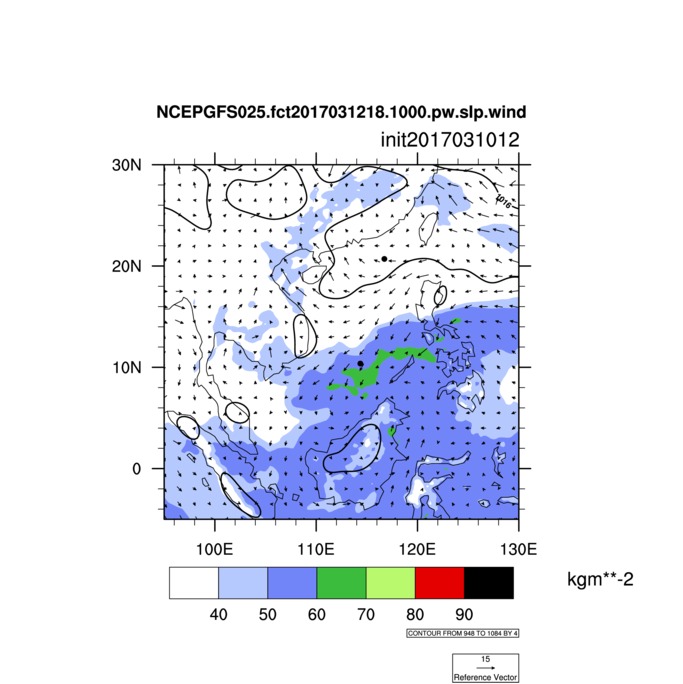 NCEPGFS025.fct2017031218.1000.pw.slp.wind
init2017031012
30N
1016
20N
10N
0
100E 110E 120E 130E
kgm**-2
40 50 60 70 80 90
CONTOUR FROM 948 TO 1084 BY 4
15
Reference Vector